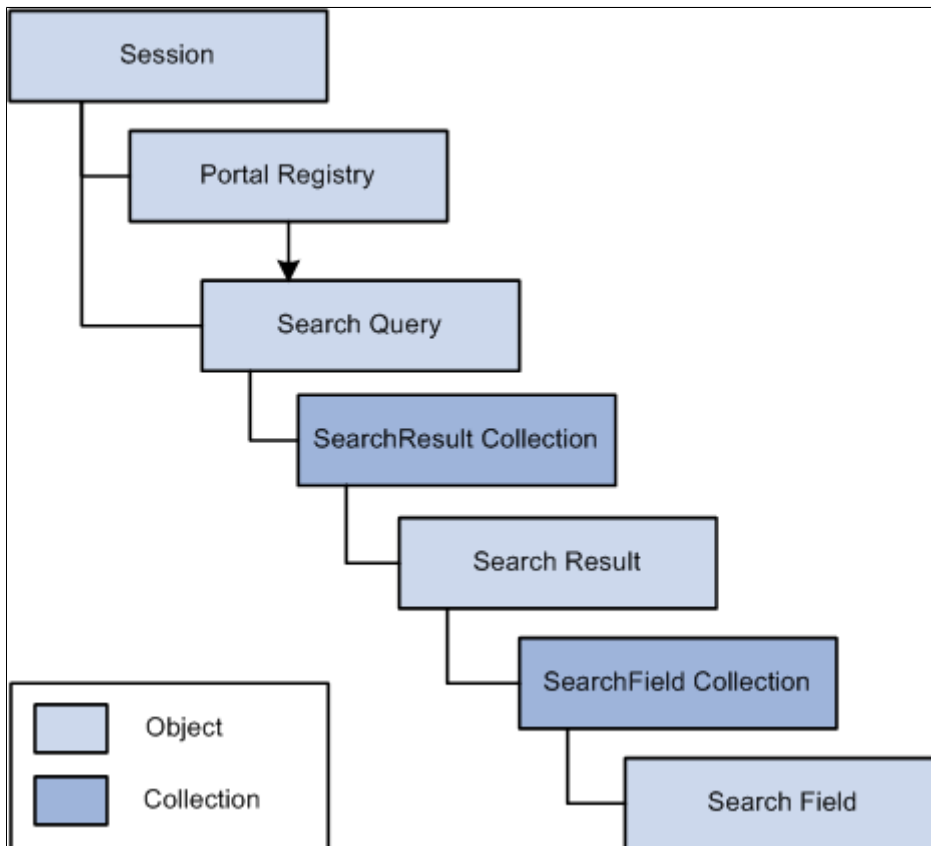 Session
Portal Registry
Search Query
SearchResult Collection
Search Result
SearchField Collection
Search Field
Object
Collection